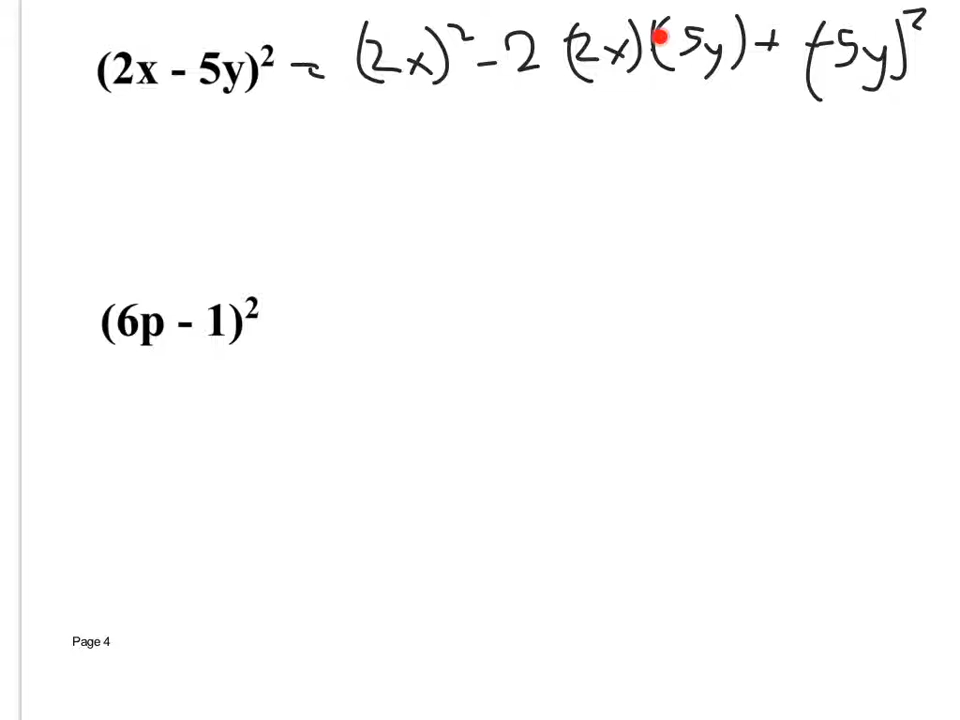 (2x - 5y)² = (2x)² - 2 (2x)(5y) + (-5y)²
(6p - 1)²
Page 4